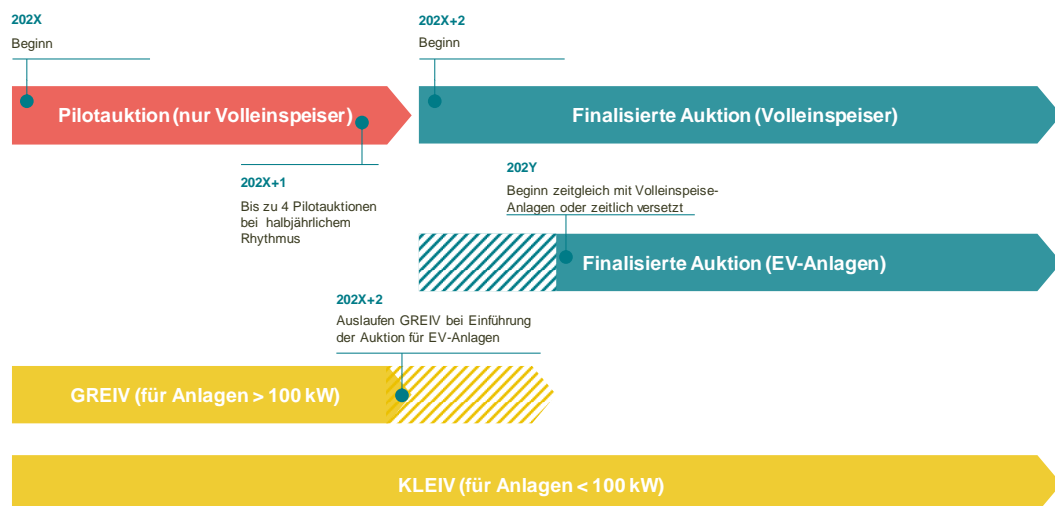 202X
Beginn
202X+2
Beginn
Pilotauktion (nur Volleinspeiser)
Finalisierte Auktion (Volleinspeiser)
202X+1
Bis zu 4 Pilotauktionen
bei halbjährlichem
Rhythmus
202Y
Beginn zeitgleich mit Volleinspeise-
Anlagen oder zeitlich versetzt
Finalisierte Auktion (EV-Anlagen)
202X+2
Auslaufen GREIV bei Einführung
der Auktion für EV-Anlagen
GREIV (für Anlagen > 100 kW)
KLEIV (für Anlagen < 100 kW)